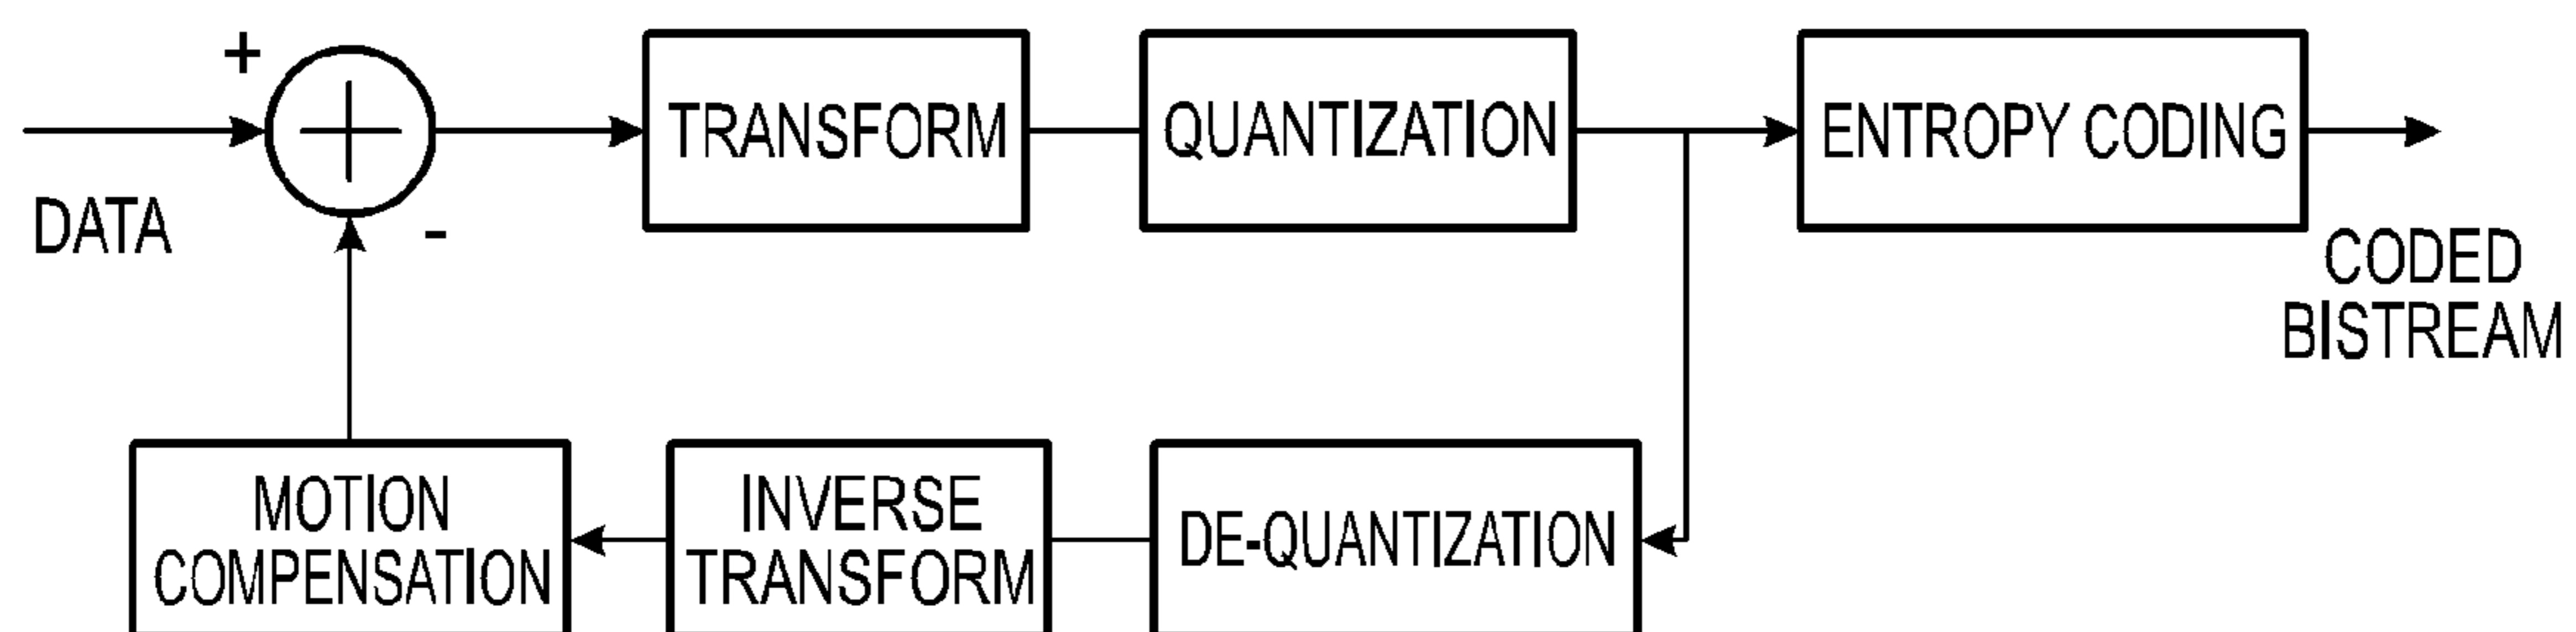 +
DATA
-
TRANSFORM
QUANTIZATION
ENTROPY CODING
CODED
BISTREAM
MOTION
COMPENSATION
INVERSE
TRANSFORM
DE-QUANTIZATION